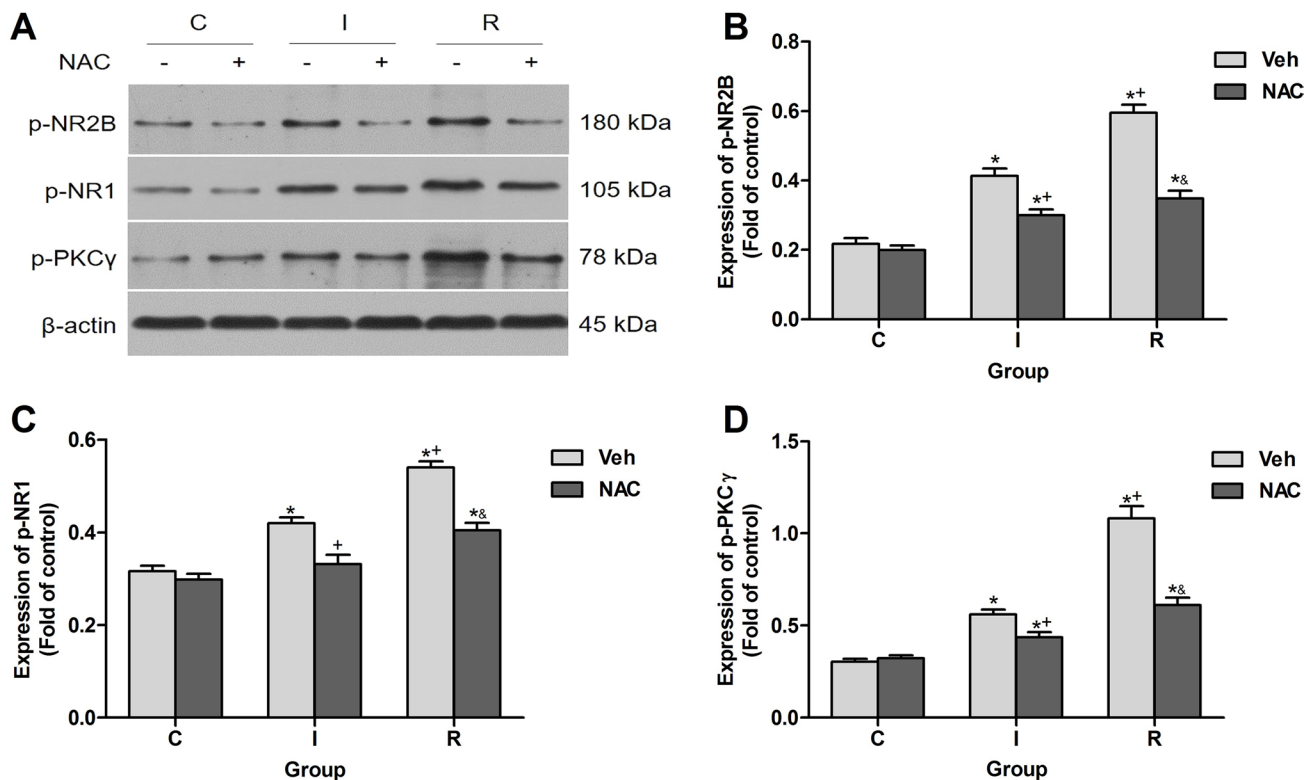 A
C I R
NAC - + - + - +
p-NR2B 180 kDa
p-NR1 105 kDa
p-PKCγ 78 kDa
β-actin 45 kDa
B
Expression of p-NR2B
(Fold of control)
0.8
0.6
0.4
0.2
0.0
*
*+
*+
*&
C I R
Group
Veh
NAC
C
Expression of p-NR1
(Fold of control)
0.6
0.4
0.2
0.0
*
+
*+
*&
C I R
Group
Veh
NAC
D
Expression of p-PKCγ
(Fold of control)
1.5
1.0
0.5
0.0
*
*+
*+
*&
C I R
Group
Veh
NAC